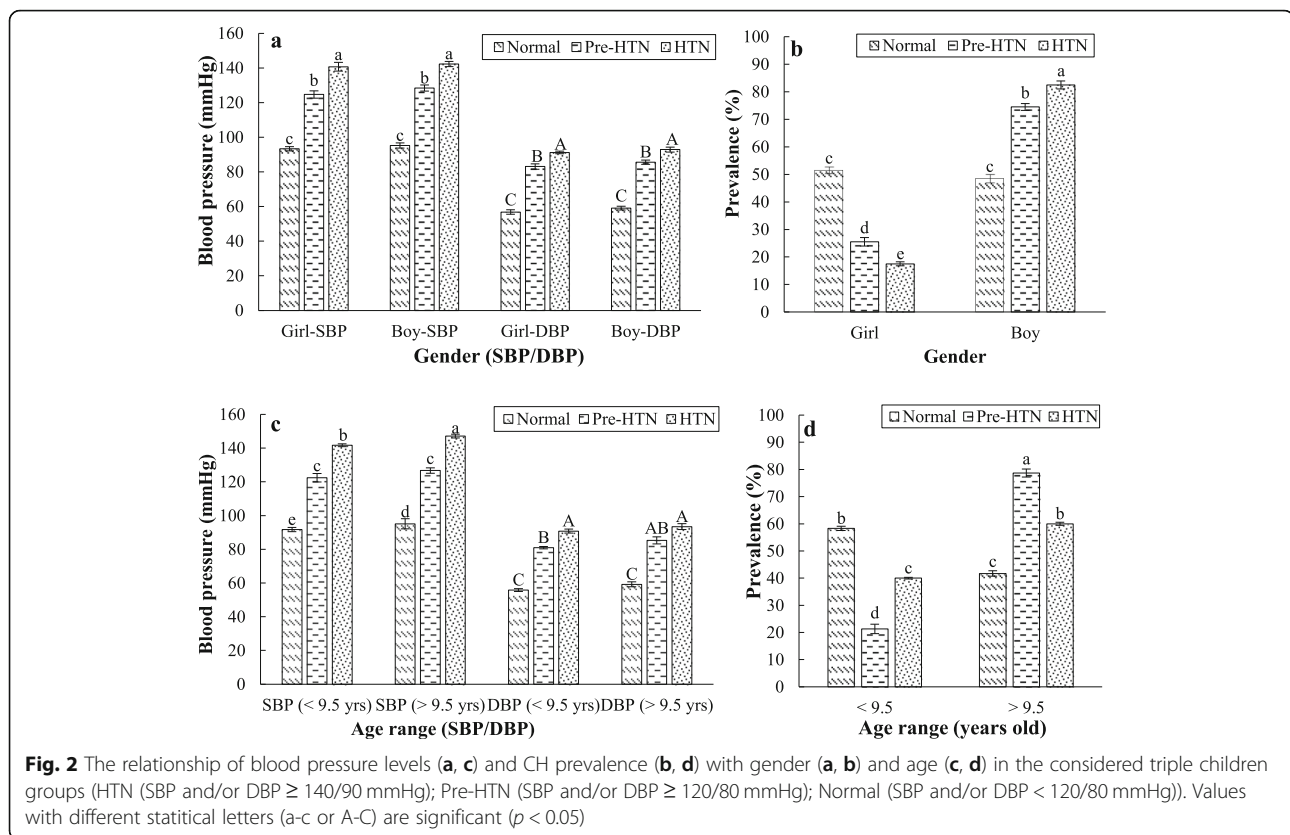 a
Normal Pre-HTN HTN
160
140
120
100
80
60
40
20
0
Blood pressure (mmHg)
c b a c b a C B A C B A
Girl-SBP Boy-SBP Girl-DBP Boy-DBP
Gender (SBP/DBP)
b
Normal Pre-HTN HTN
100
90
80
70
60
50
40
30
20
10
0
Prevalence (%)
c d e c b a
Girl Boy
Gender
c
Normal Pre-HTN HTN
160
140
120
100
80
60
40
20
0
Blood pressure (mmHg)
e c b d c a C B A C AB A
SBP (< 9.5 yrs) SBP (> 9.5 yrs) DBP (< 9.5 yrs) DBP (> 9.5 yrs)
Age range (SBP/DBP)
d
Normal Pre-HTN HTN
100
90
80
70
60
50
40
30
20
10
0
Prevalence (%)
b d c c a b
< 9.5 > 9.5
Age range (years old)
Fig. 2 The relationship of blood pressure levels (a, c) and CH prevalence (b, d) with gender (a, b) and age (c, d) in the considered triple children
groups (HTN (SBP and/or DBP ≥ 140/90 mmHg); Pre-HTN (SBP and/or DBP ≥ 120/80 mmHg); Normal (SBP and/or DBP < 120/80 mmHg)). Values
with different statitical letters (a-c or A-C) are significant (p < 0.05)